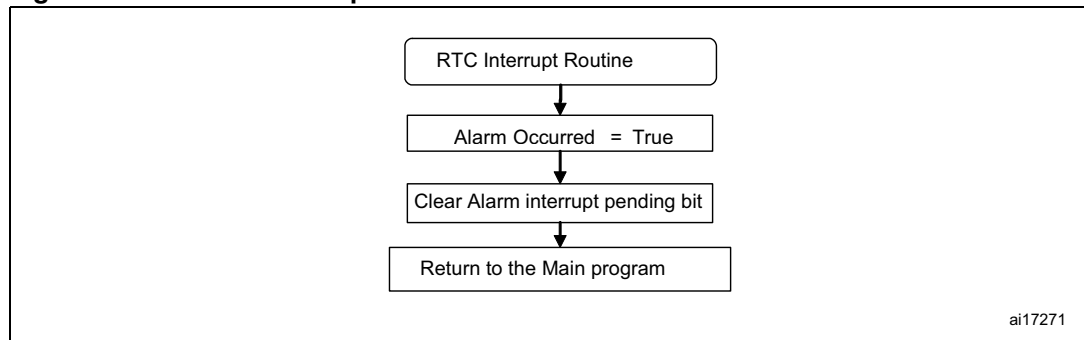 RTC Interrupt Routine
Alarm Occurred = True
Clear Alarm interrupt pending bit
Return to the Main program
ai17271